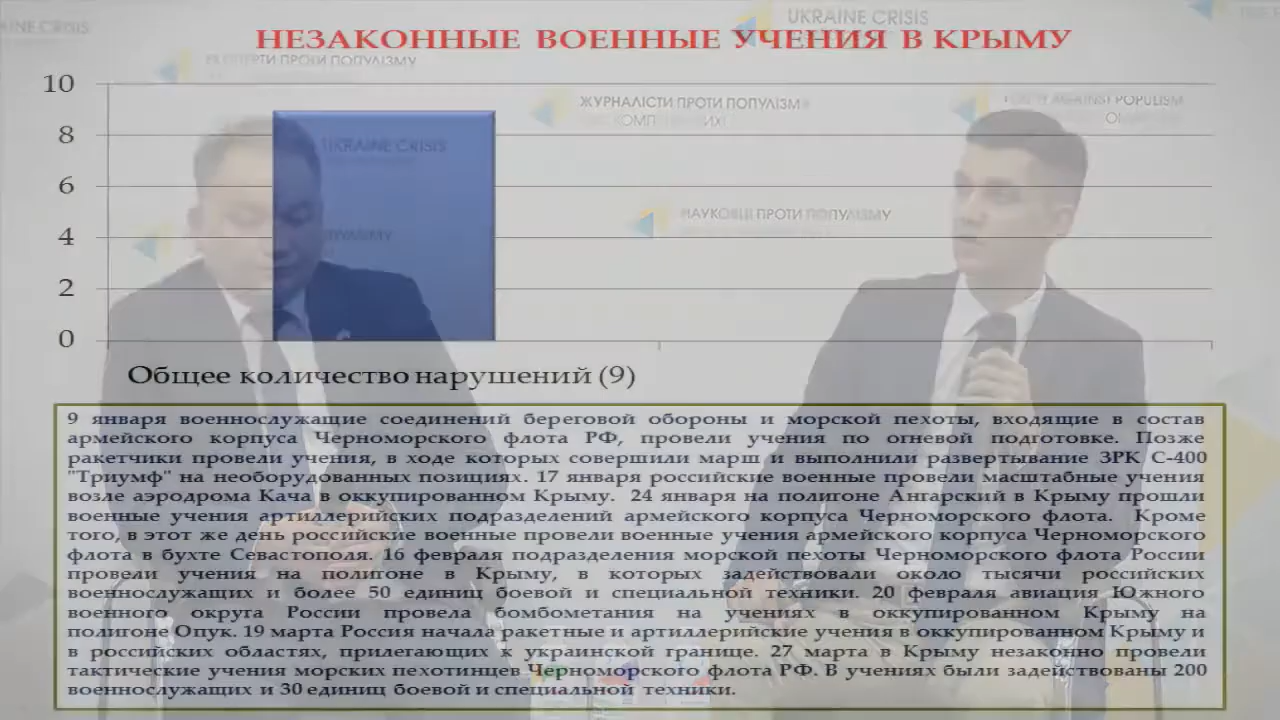 UKRAINE CRISIS
НЕЗАКОННЫЕ ВОЕННЫЕ УЧЕНИЯ В КРЫМУ
ПРОТИ ПОПУЛІЗМУ
10
ЖУРНАЛІСТИ ПРОТИ ПОПУЛІЗМУ
AGAINST POPULISM
8
UKRAINE CRISIS
6
НАУКОВЦІ ПРОТИ ПОПУЛІЗМУ
4
2
0
Общее количество нарушений (9)
9 января военнослужащие соединений береговой обороны и морской пехоты, входящие в состав
армейского корпуса Черноморского флота РФ, провели учения по огневой подготовке. Позже
ракетчики провели учения, в ходе которых совершили марш и выполнили развертывание ЗРК С-400
"Триумф" на необорудованных позициях. 17 января российские военные провели масштабные учения
возле аэродрома Кача в оккупированном Крыму. 24 января на полигоне Ангарский в Крыму прошли
военные учения артиллерийких подразделений армейского корпуса Черноморского флота. Кроме
того, в этот же день российские военные провели военные учения армейского корпуса Черноморского
флота в бухте Севастополя. 16 февраля подразделения морской пехоты Черноморского флота России
провели учения на полигоне в Крыму, в которых задействовали около тысячи российских
военнослужащих и более 50 единиц боевой и специальной техники. 20 февраля авиация Южного
военного округа России провела бомбометания на учениях в оккупированном Крыму на
полигоне Опук. 19 марта Россия начала ракетные и артиллерийские учения в оккупированном Крыму и
в российских областях, прилегающих к украинской границе. 27 марта в Крыму незаконно провели
тактические учения морских пехотинцев Черноморского флота РФ. В учениях были задействованы 200
военнослужащих и 30 единиц боевой и специальной техники.